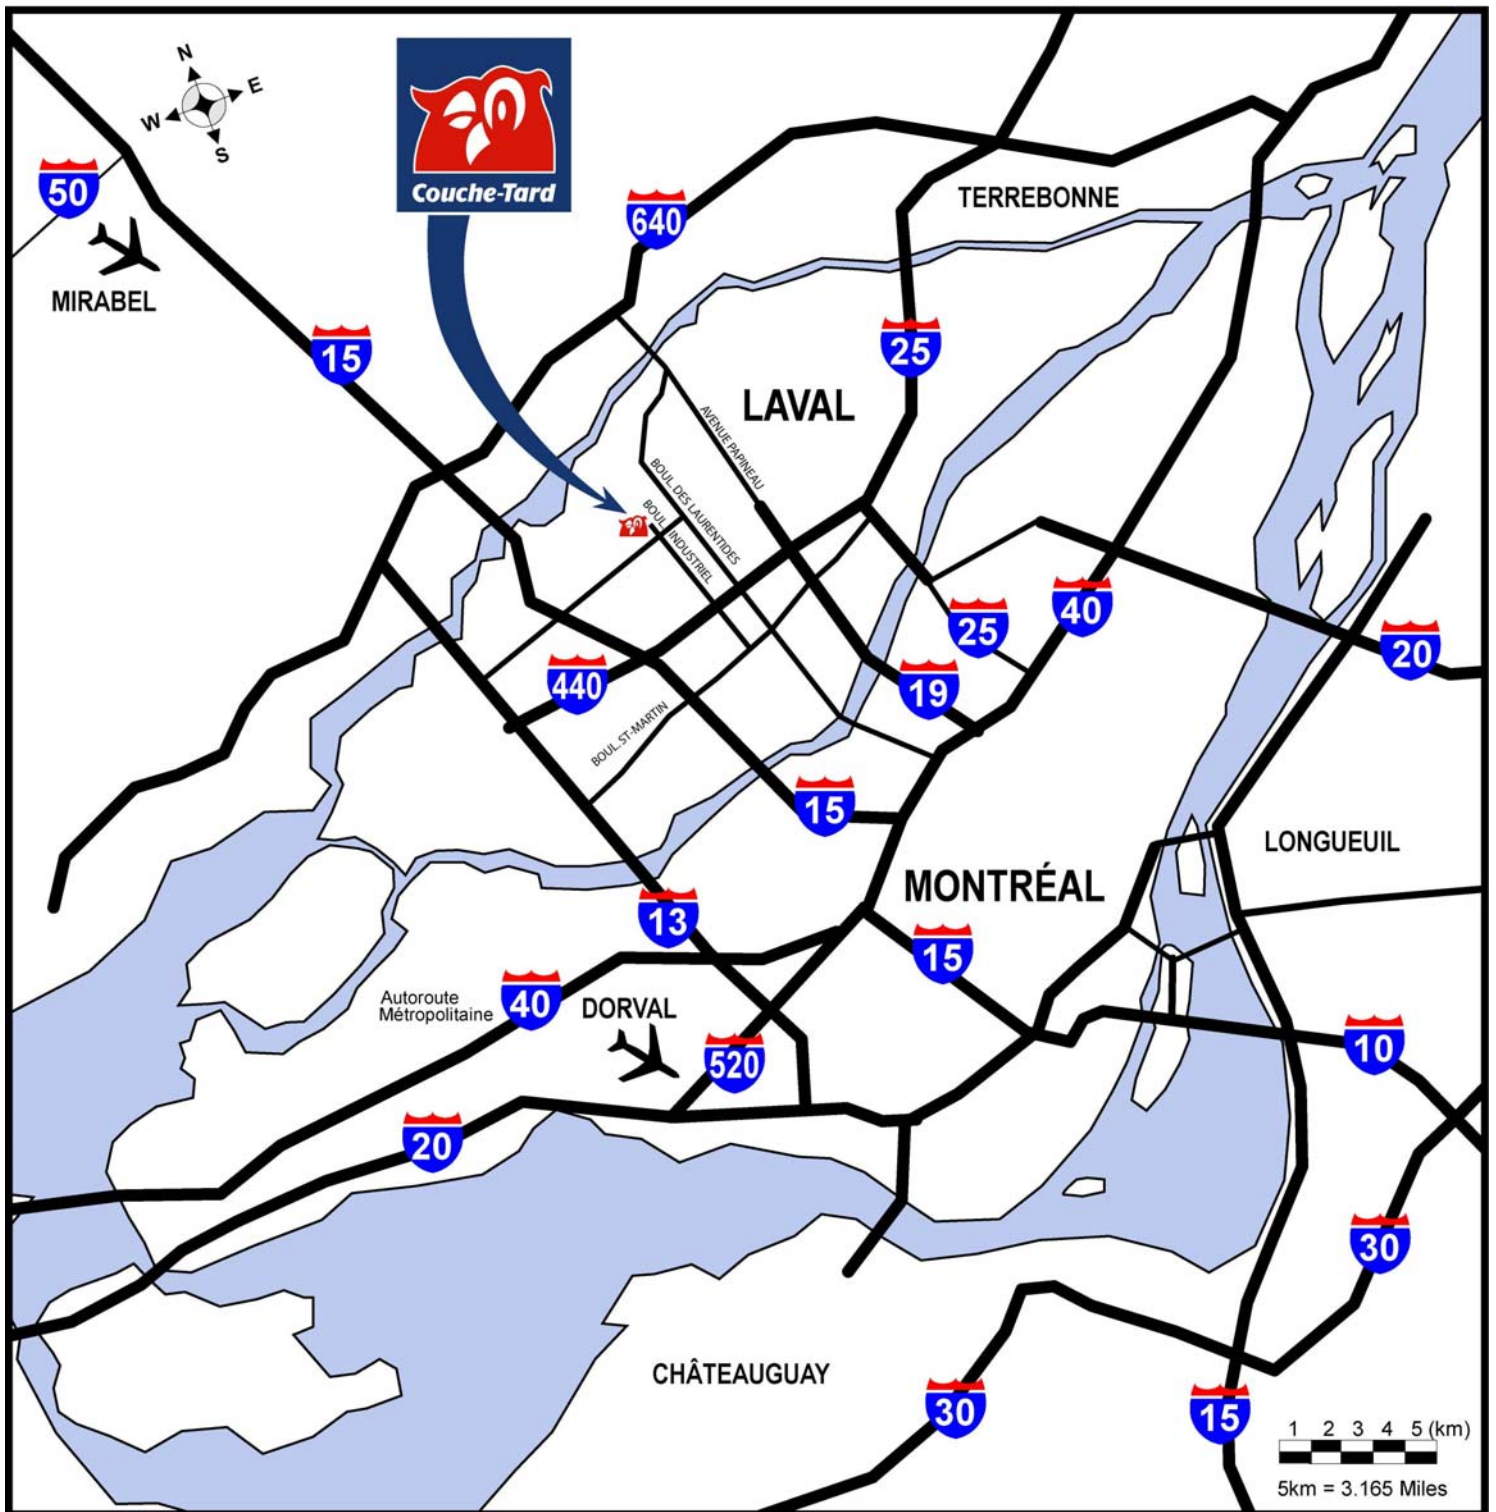 N
E
W
S
50
MIRABEL
Couche-Tard
640
TERREBONNE
15
25
LAVAL
AVENUE PAPINEAU
BOUL. DES LAURENTIDES
BOUL. INDUSTRIEL
40
25
20
440
19
BOUL. ST-MARTIN
15
LONGUEUIL
MONTRÉAL
13
15
Autoroute
Métropolitaine
40
DORVAL
520
10
20
30
CHÂTEAUGUAY
30
15
1 2 3 4 5 (km)
5km = 3.165 Miles